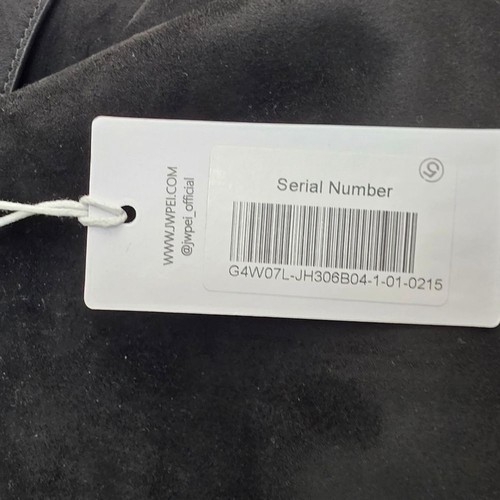 WWW.JWPEI.COM
@jwpei_official
Serial Number
G4W07L-JH306B04-1-01-0215